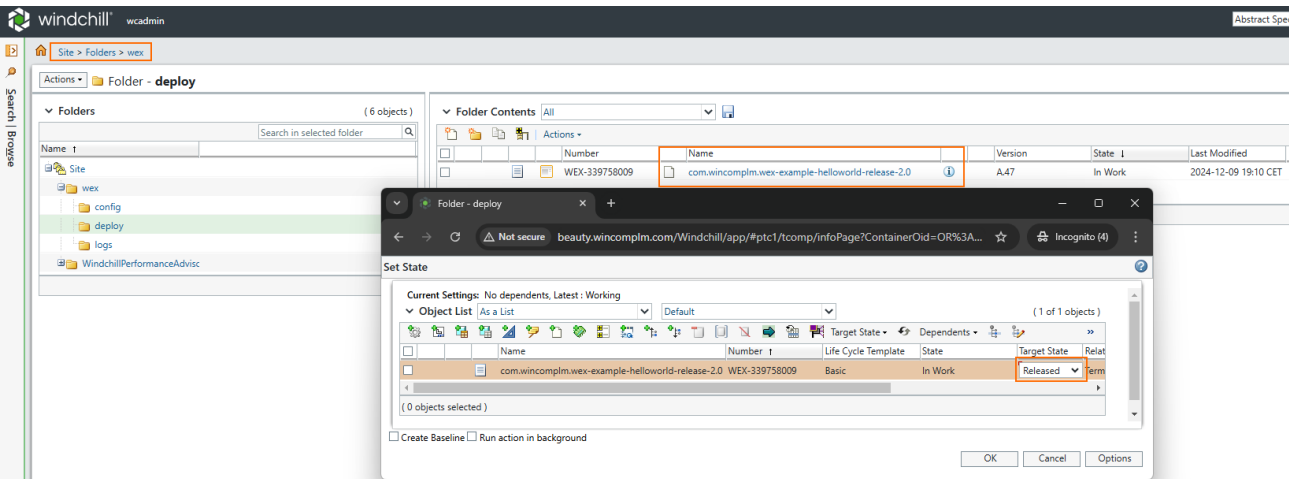 windchill® wcadmin
Abstract Spe
Site > Folders > wex
Actions
Folder - deploy
Search | Browse
Folders (6 objects)
Search in selected folder
Name
Site
wex
config
deploy
logs
WindchillPerformanceAdvisc
Folder Contents All
Actions
Number Name Version State Last Modified
WEX-339758009 com.wincomplm.wex-example-helloworld-release-2.0 A.47 In Work 2024-12-09 19:10 CET
Folder - deploy
Not secure beauty.wincomplm.com/Windchill/app/#ptc1/tcomp/infoPage?ContainerOid=OR%3A... Incognito (4)
Set State
Current Settings: No dependents, Latest : Working
Object List As a List Default (1 of 1 objects)
Target State Dependents »
Name Number Life Cycle Template State Target State Relat
com.wincomplm.wex-example-helloworld-release-2.0 WEX-339758009 Basic In Work Released Term
(0 objects selected)
Create Baseline Run action in background
OK Cancel Options